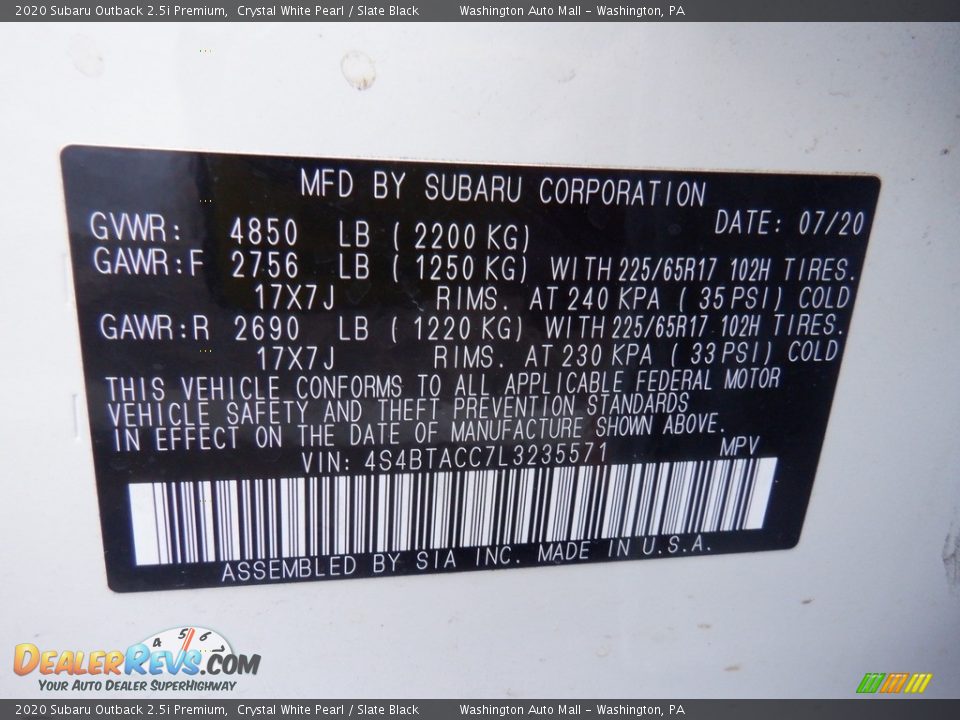 2020 Subaru Outback 2.5i Premium, Crystal White Pearl / Slate Black Washington Auto Mall - Washington, PA
MFD BY SUBARU CORPORATION
GVWR: 4850 LB ( 2200 KG) DATE: 07/20
GAWR:F 2756 LB ( 1250 KG) WITH 225/65R17 102H TIRES.
17X7J RIMS. AT 240 KPA ( 35 PSI) COLD
GAWR:R 2690 LB ( 1220 KG) WITH 225/65R17 102H TIRES.
17X7J RIMS. AT 230 KPA ( 33 PSI) COLD
THIS VEHICLE CONFORMS TO ALL APPLICABLE FEDERAL MOTOR
VEHICLE SAFETY AND THEFT PREVENTION STANDARDS
IN EFFECT ON THE DATE OF MANUFACTURE SHOWN ABOVE.
VIN: 4S4BTACC7L3235571 MPV
ASSEMBLED BY SIA INC. MADE IN U.S.A.
4 5 6 7
DEALERREVS.COM
YOUR AUTO DEALER SUPERHIGHWAY
2020 Subaru Outback 2.5i Premium, Crystal White Pearl / Slate Black Washington Auto Mall - Washington, PA